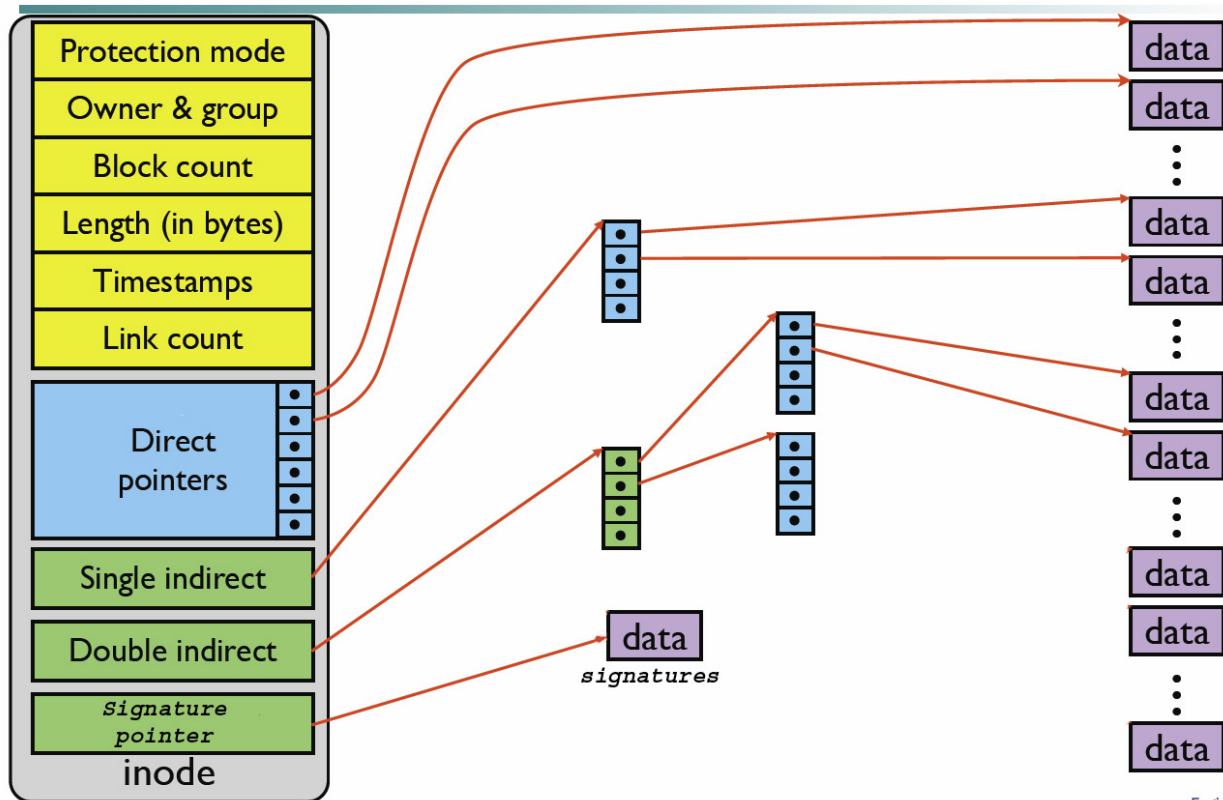 Protection mode
Owner & group
Block count
Length (in bytes)
Timestamps
Link count
Direct
pointers
Single indirect
Double indirect
Signature
pointer
inode
data
signatures
data
data
data
data
data
data
data
data
data